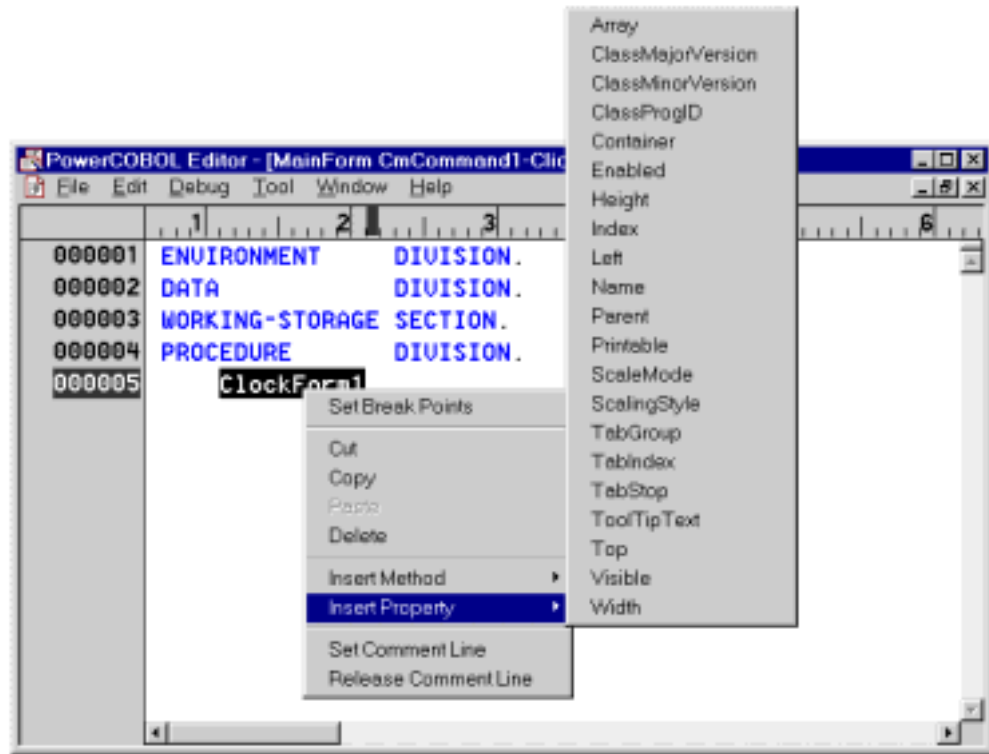 PowerCOBOL Editor - [MainForm CmCommand1-Clic
File Edit Debug Tool Window Help
1 2 3 6
000001 ENVIRONMENT DIVISION.
000002 DATA DIVISION.
000003 WORKING-STORAGE SECTION.
000004 PROCEDURE DIVISION.
000005 ClockForm1
Set Break Points
Cut
Copy
Paste
Delete
Insert Method
Insert Property
Set Comment Line
Release Comment Line
Array
ClassMajorVersion
ClassMinorVersion
ClassProgID
Container
Enabled
Height
Index
Left
Name
Parent
Printable
ScaleMode
ScalingStyle
TabGroup
TabIndex
TabStop
ToolTipText
Top
Visible
Width